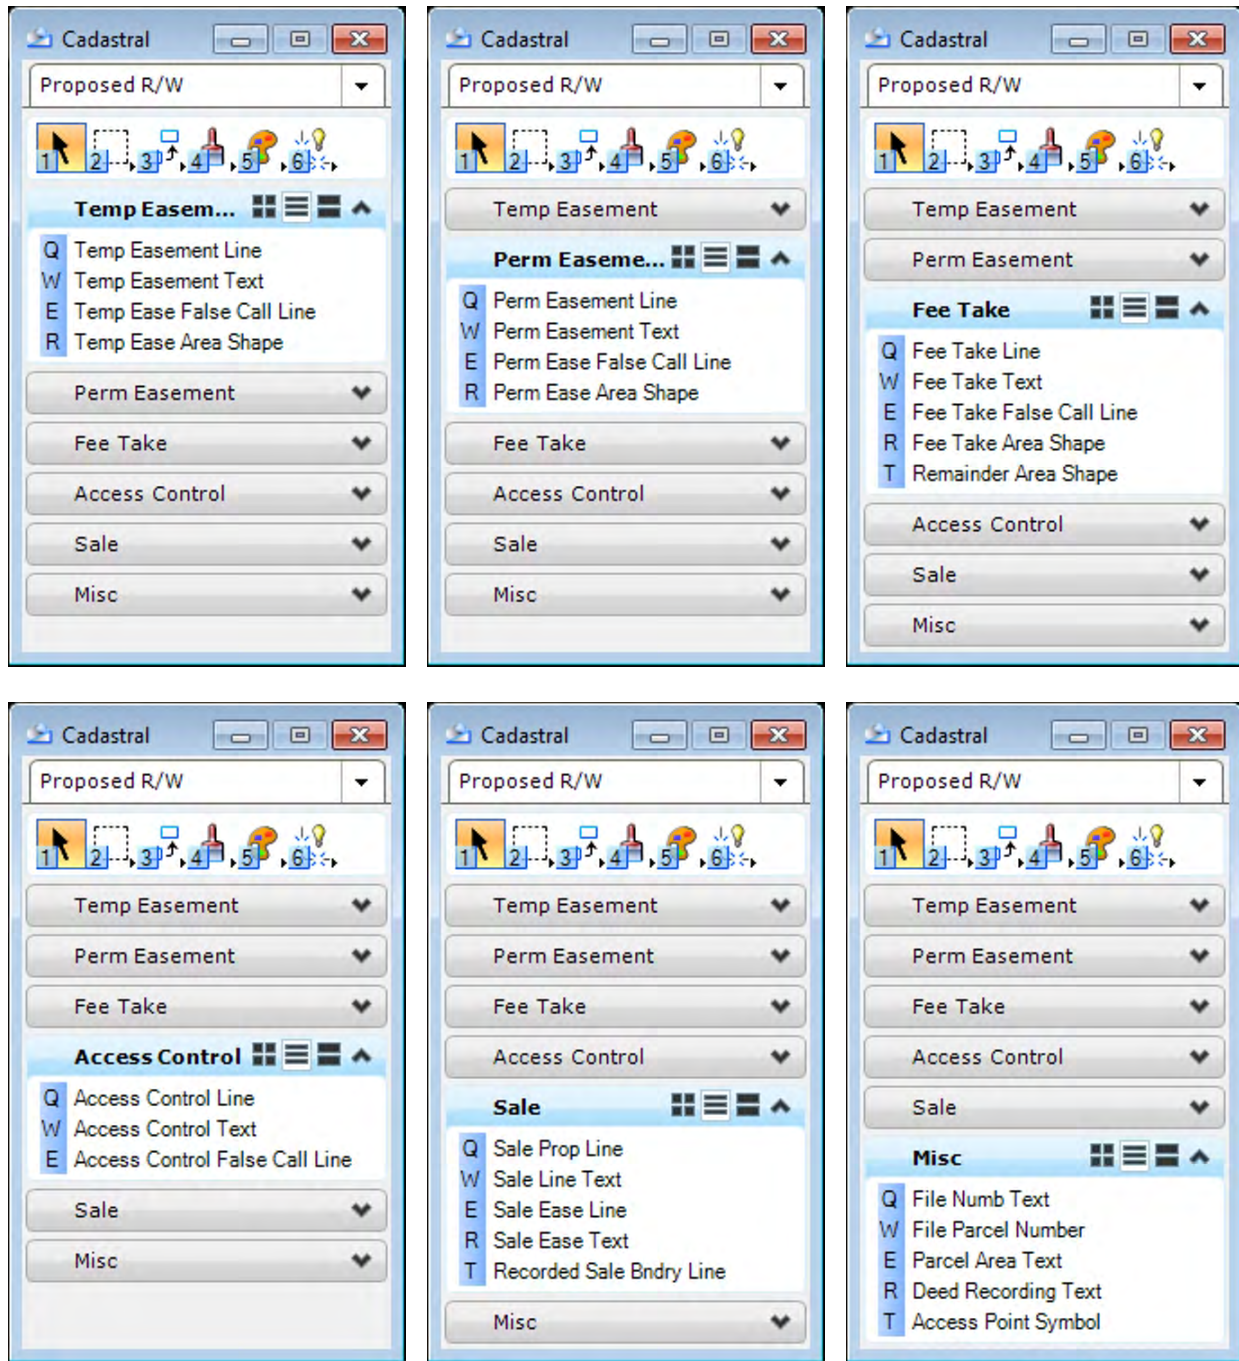 Cadastral
Proposed R/W
1 2 3 4 5 6
Temp Easem...
Q Temp Easement Line
W Temp Easement Text
E Temp Ease False Call Line
R Temp Ease Area Shape
Perm Easement
Fee Take
Access Control
Sale
Misc
Cadastral
Proposed R/W
1 2 3 4 5 6
Temp Easement
Perm Easeme...
Q Perm Easement Line
W Perm Easement Text
E Perm Ease False Call Line
R Perm Ease Area Shape
Fee Take
Access Control
Sale
Misc
Cadastral
Proposed R/W
1 2 3 4 5 6
Temp Easement
Perm Easement
Fee Take
Q Fee Take Line
W Fee Take Text
E Fee Take False Call Line
R Fee Take Area Shape
T Remainder Area Shape
Access Control
Sale
Misc
Cadastral
Proposed R/W
1 2 3 4 5 6
Temp Easement
Perm Easement
Fee Take
Access Control
Q Access Control Line
W Access Control Text
E Access Control False Call Line
Sale
Misc
Cadastral
Proposed R/W
1 2 3 4 5 6
Temp Easement
Perm Easement
Fee Take
Access Control
Sale
Q Sale Prop Line
W Sale Line Text
E Sale Ease Line
R Sale Ease Text
T Recorded Sale Bndry Line
Misc
Cadastral
Proposed R/W
1 2 3 4 5 6
Temp Easement
Perm Easement
Fee Take
Access Control
Sale
Misc
Q File Numb Text
W File Parcel Number
E Parcel Area Text
R Deed Recording Text
T Access Point Symbol